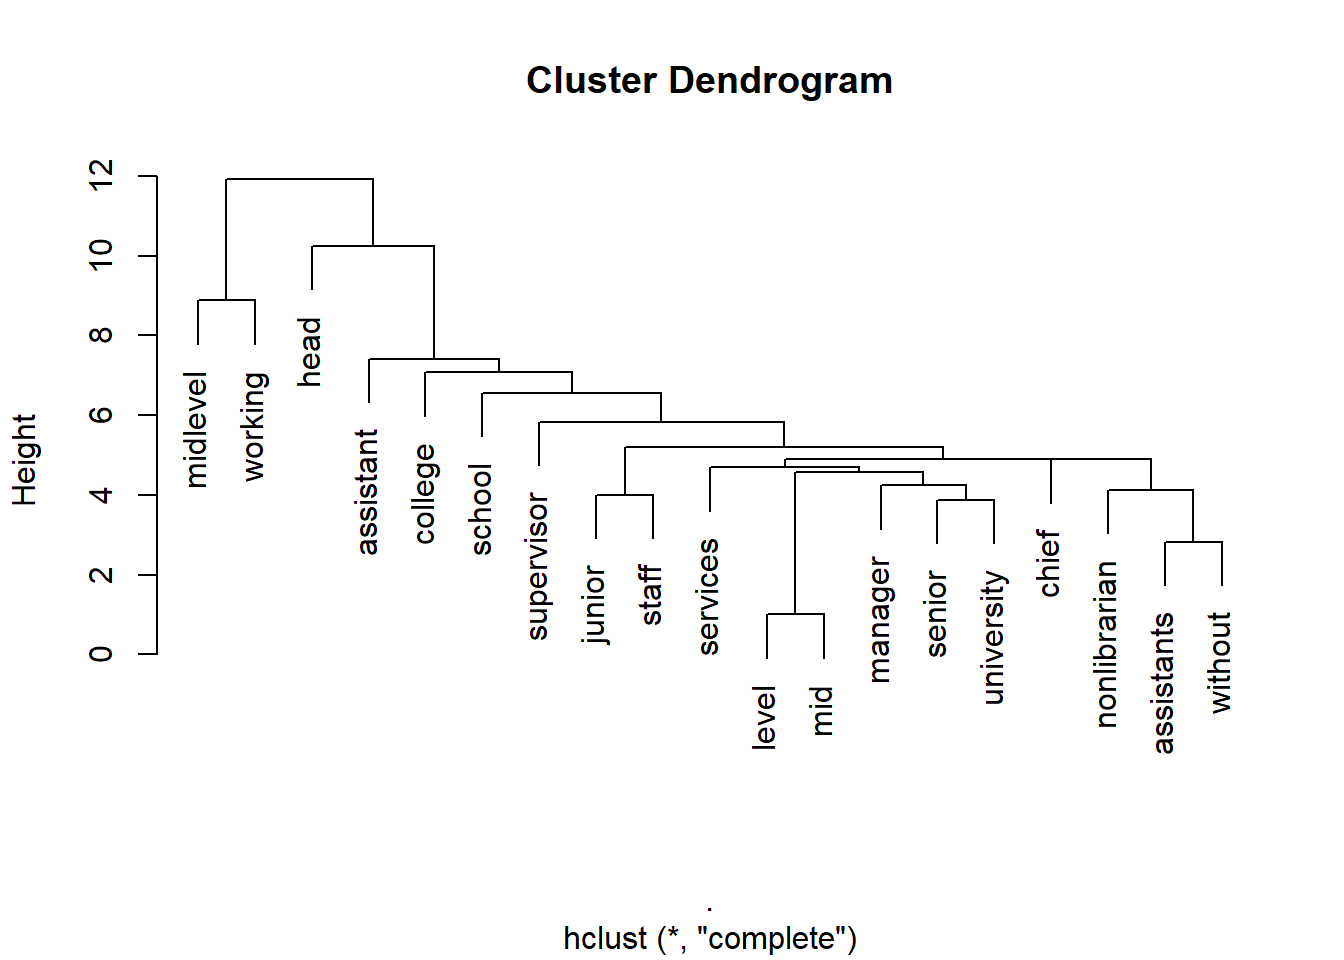 Cluster Dendrogram
Height
12
10
8
6
4
2
0
midlevel
working
head
assistant
college
school
supervisor
junior
staff
services
level
mid
manager
senior
university
chief
nonlibrarian
assistants
without
.
hclust (*, "complete")